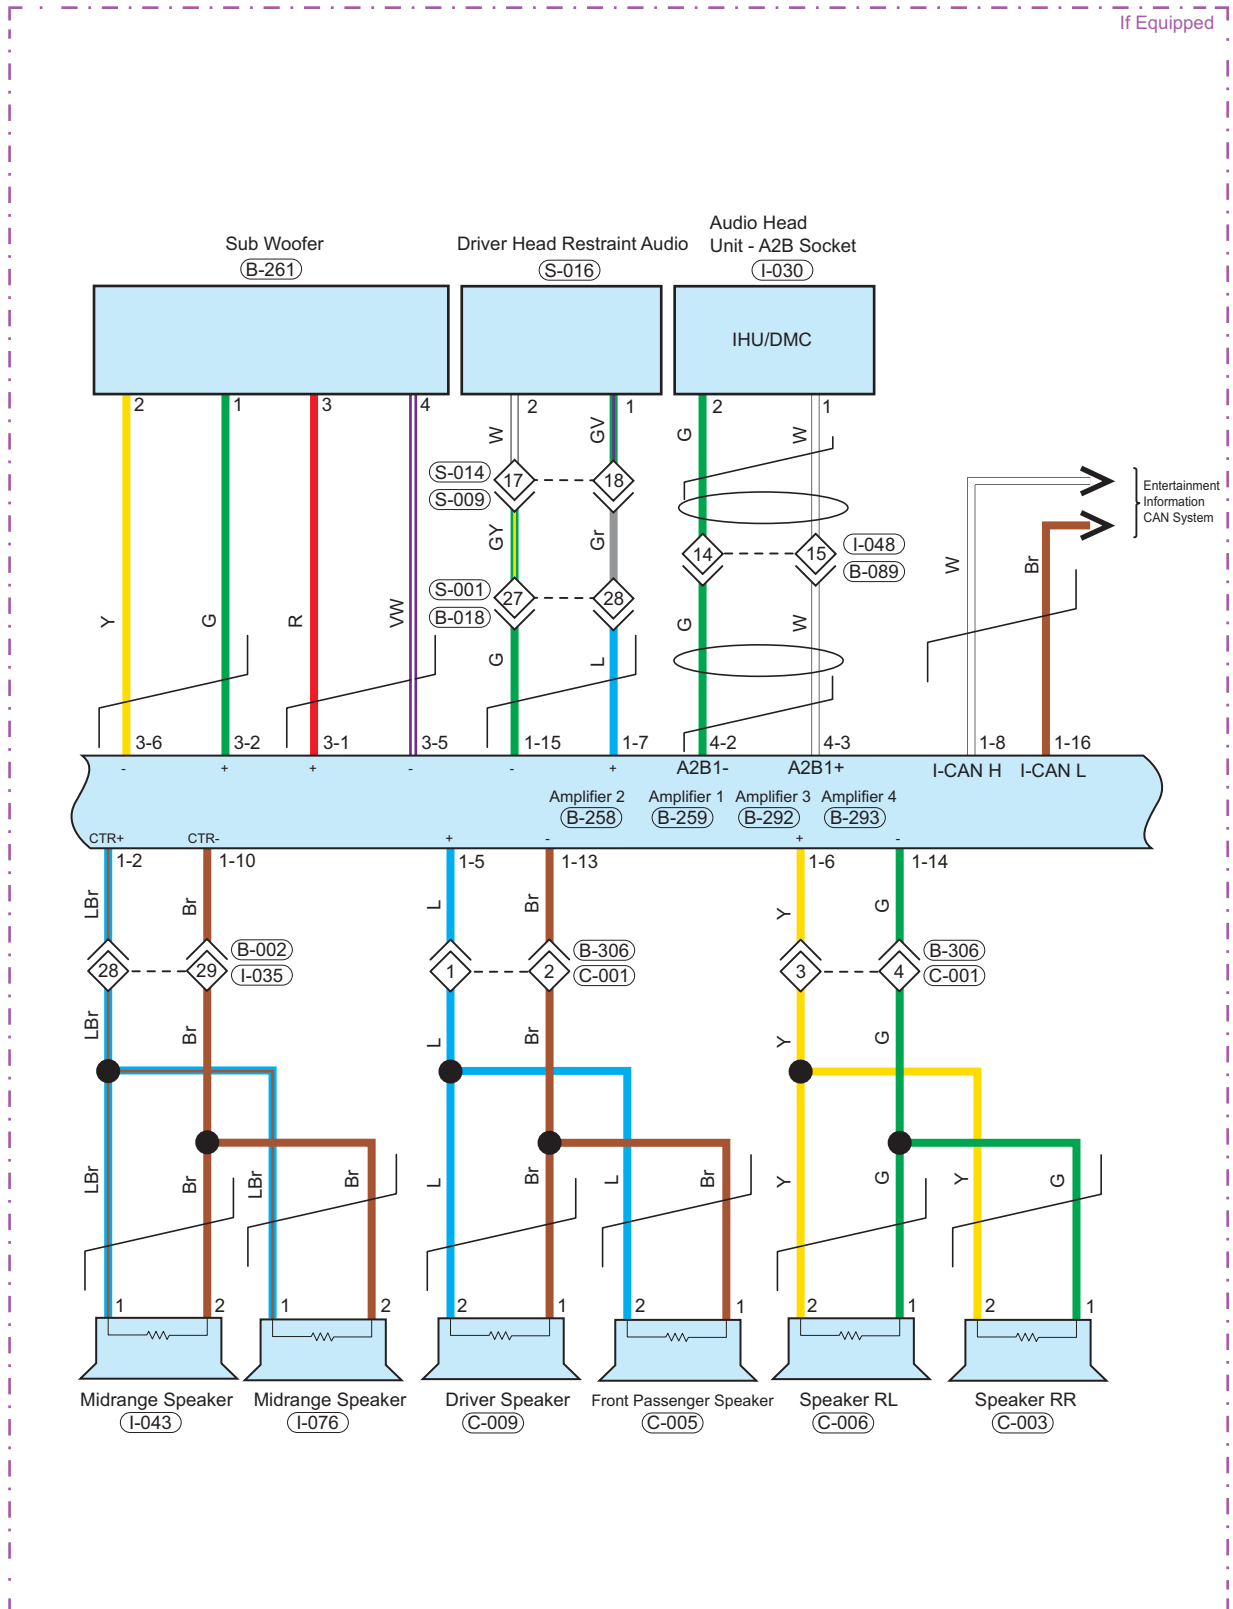 If Equipped
Sub Woofer
B-261
Driver Head Restraint Audio
S-016
Audio Head
Unit - A2B Socket
I-030
IHU/DMC
2 1 3 4 2 1 2 1
W GV G W
S-014 17 18
S-009
GY Gr
14 15 I-048
B-089
S-001 27 28
B-018
Entertainment
Information
CAN System
W Br
Y G R VW G L G W
3-6 3-2 3-1 3-5 1-15 1-7 4-2 4-3 1-8 1-16
- + + - - + A2B1- A2B1+ I-CAN H I-CAN L
Amplifier 2 Amplifier 1 Amplifier 3 Amplifier 4
B-258 B-259 B-292 B-293
CTR+ CTR- + - + -
1-2 1-10 1-5 1-13 1-6 1-14
LBr Br L Br Y G
B-002 B-306 B-306
28 29 1 2 3 4
I-035 C-001 C-001
LBr Br L Br Y G
LBr Br LBr Br L Br L Br Y G Y G
1 2 1 2 2 1 2 1 2 1 2 1
Midrange Speaker
I-043
Midrange Speaker
I-076
Driver Speaker
C-009
Front Passenger Speaker
C-005
Speaker RL
C-006
Speaker RR
C-003